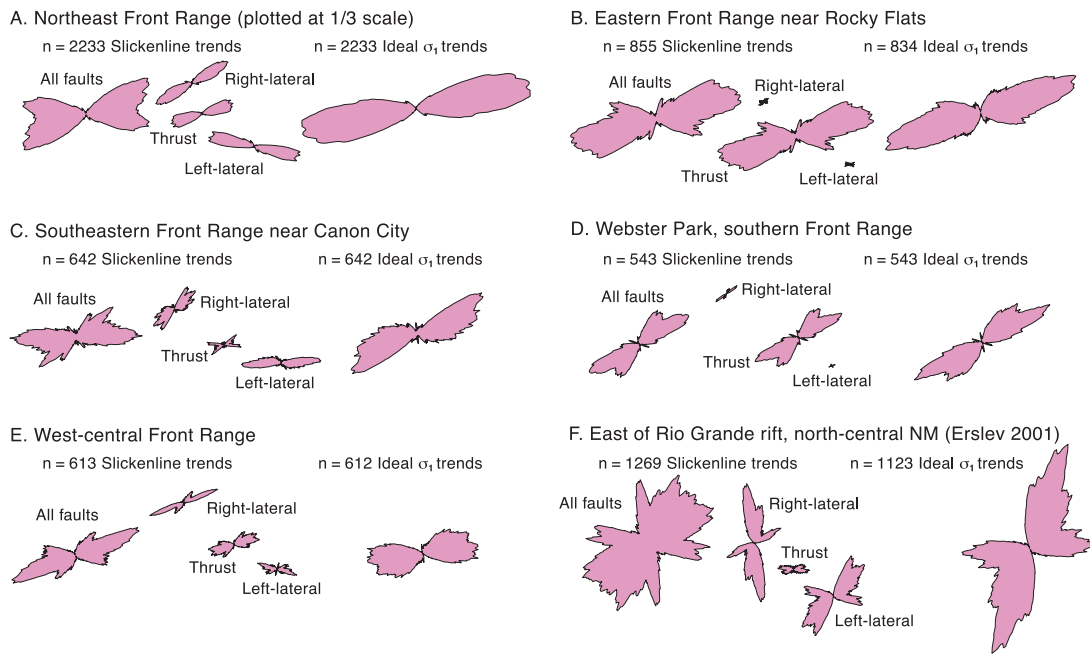 A. Northeast Front Range (plotted at 1/3 scale)
n = 2233 Slickenline trends
n = 2233 Ideal σ1 trends
All faults
Right-lateral
Thrust
Left-lateral
B. Eastern Front Range near Rocky Flats
n = 855 Slickenline trends
n = 834 Ideal σ1 trends
All faults
Right-lateral
Thrust
Left-lateral
C. Southeastern Front Range near Canon City
n = 642 Slickenline trends
n = 642 Ideal σ1 trends
All faults
Right-lateral
Thrust
Left-lateral
D. Webster Park, southern Front Range
n = 543 Slickenline trends
n = 543 Ideal σ1 trends
All faults
Right-lateral
Thrust
Left-lateral
E. West-central Front Range
n = 613 Slickenline trends
n = 612 Ideal σ1 trends
All faults
Right-lateral
Thrust
Left-lateral
F. East of Rio Grande rift, north-central NM (Erslev 2001)
n = 1269 Slickenline trends
n = 1123 Ideal σ1 trends
All faults
Right-lateral
Thrust
Left-lateral